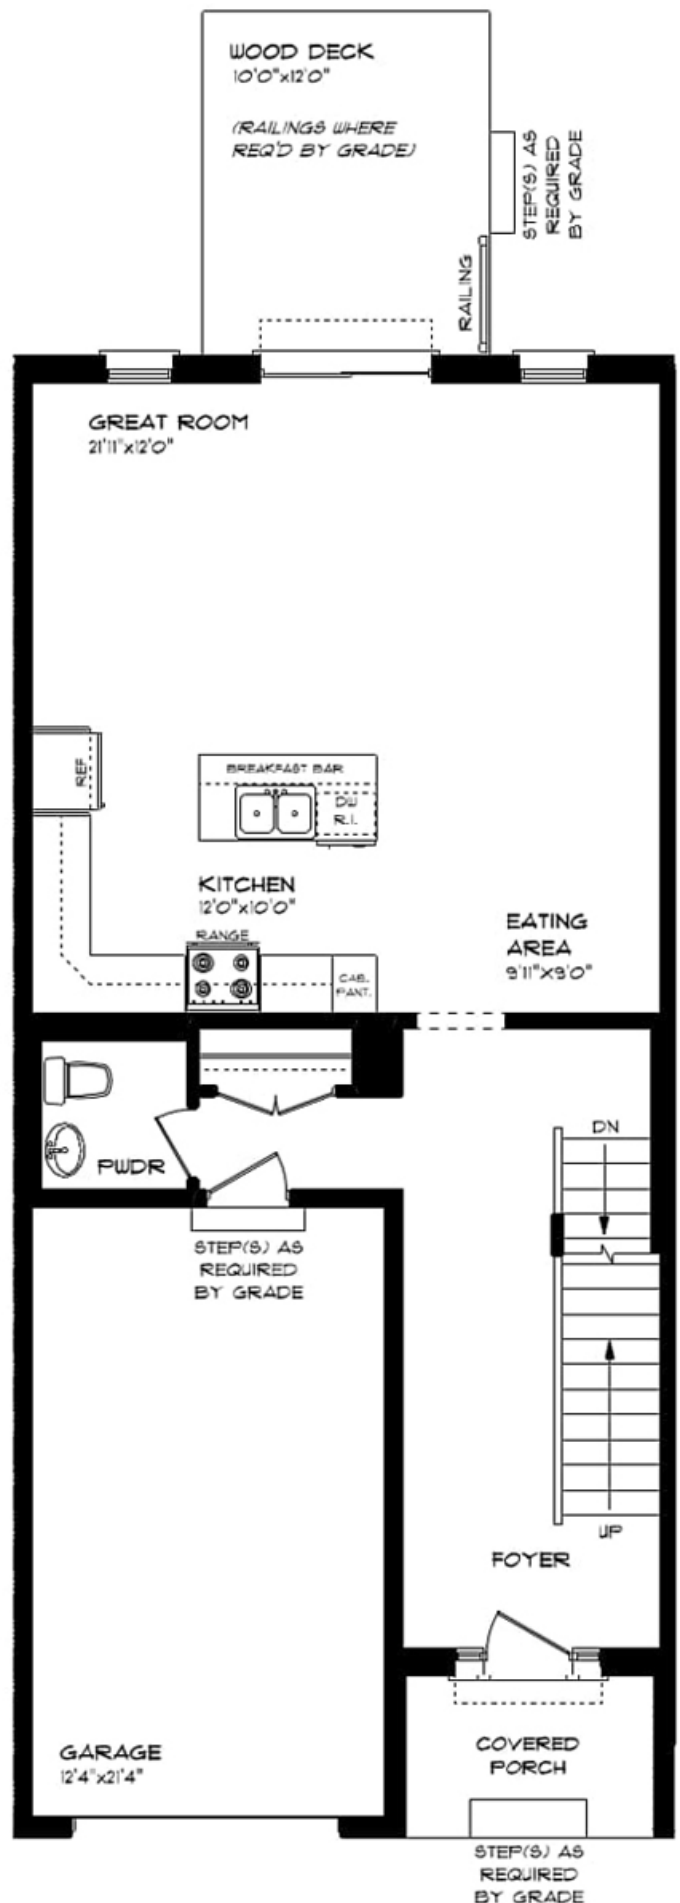 WOOD DECK
10'0"x12'0"
(RAILINGS WHERE
REQ'D BY GRADE)
STEP(S) AS
REQUIRED
BY GRADE
RAILING
GREAT ROOM
21'11"x12'0"
REF
BREAKFAST BAR
DW
R.I.
KITCHEN
12'0"x10'0"
RANGE
CAB.
PANT.
EATING
AREA
9'11"x9'0"
PWDR
DN
STEP(S) AS
REQUIRED
BY GRADE
UP
FOYER
GARAGE
12'4"x21'4"
COVERED
PORCH
STEP(S) AS
REQUIRED
BY GRADE